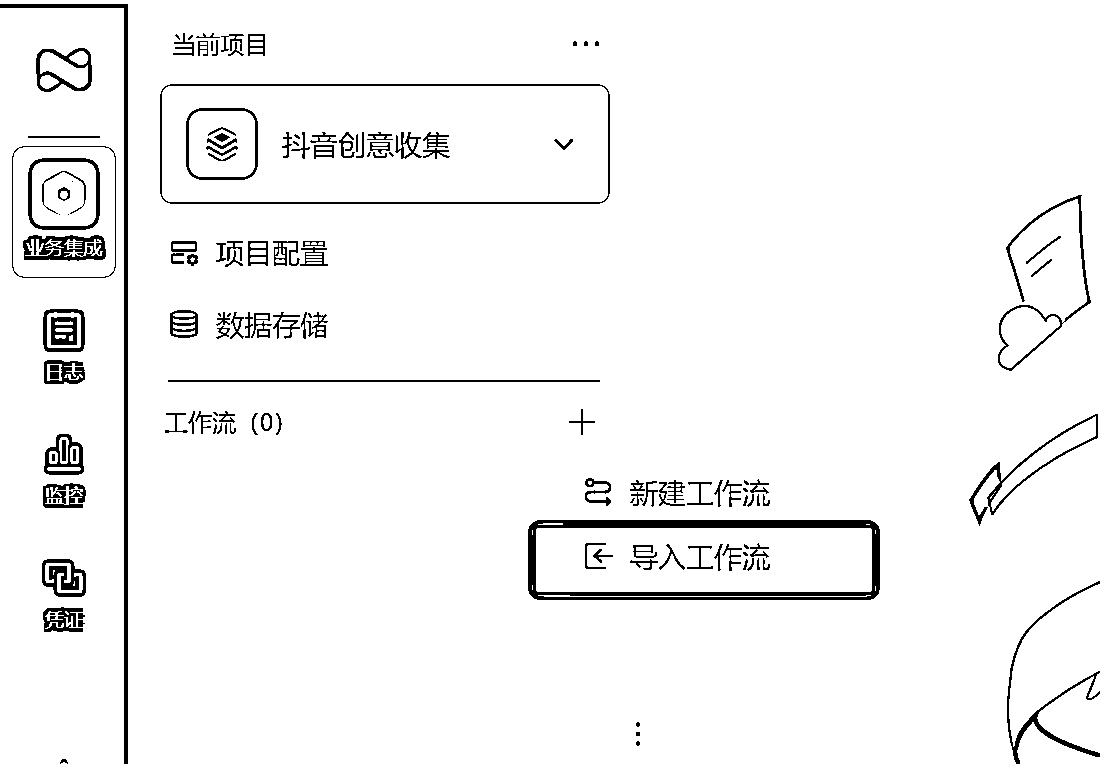 当前项目
抖音创意收集
业务集成
项目配置
数据存储
日志
工作流 (0)
监控
新建工作流
导入工作流
凭证